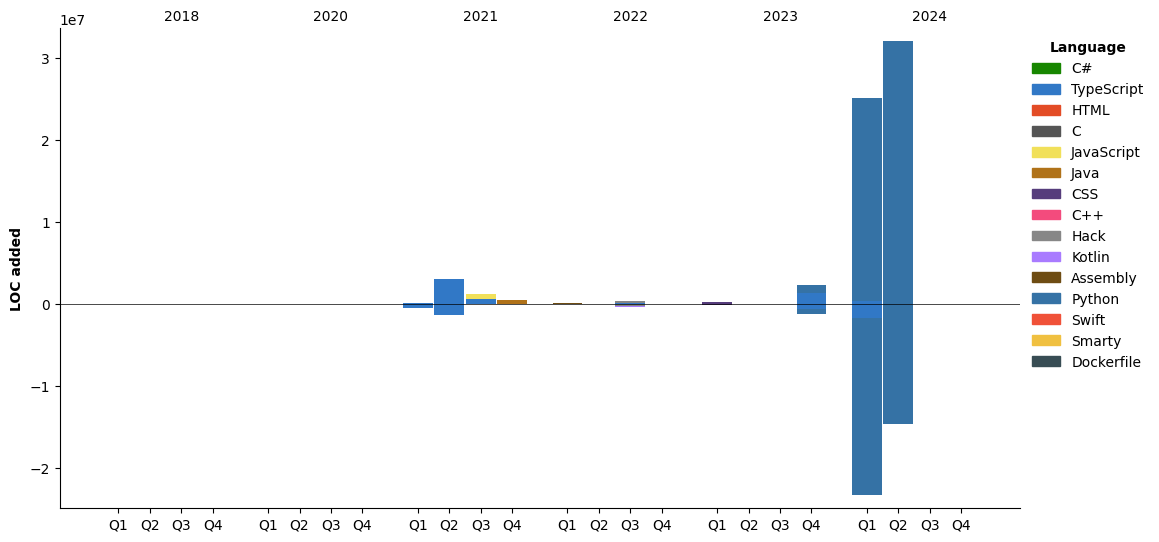 1e7
2018 2020 2021 2022 2023 2024
3
2
1
0
−1
−2
LOC added
Q1 Q2 Q3 Q4 Q1 Q2 Q3 Q4 Q1 Q2 Q3 Q4 Q1 Q2 Q3 Q4 Q1 Q2 Q3 Q4 Q1 Q2 Q3 Q4
Language
C#
TypeScript
HTML
C
JavaScript
Java
CSS
C++
Hack
Kotlin
Assembly
Python
Swift
Smarty
Dockerfile